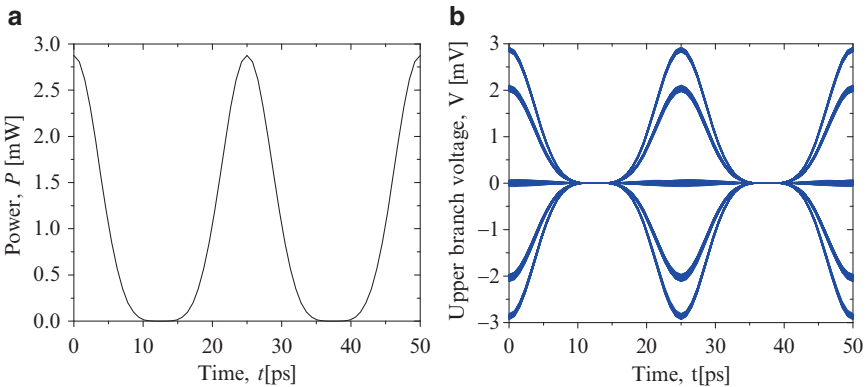 a
3.0
2.5
2.0
1.5
1.0
0.5
0.0
Power, P [mW]
0 10 20 30 40 50
Time, t[ps]
b
3
2
1
0
−1
−2
−3
Upper branch voltage, V [mV]
0 10 20 30 40 50
Time, t[ps]